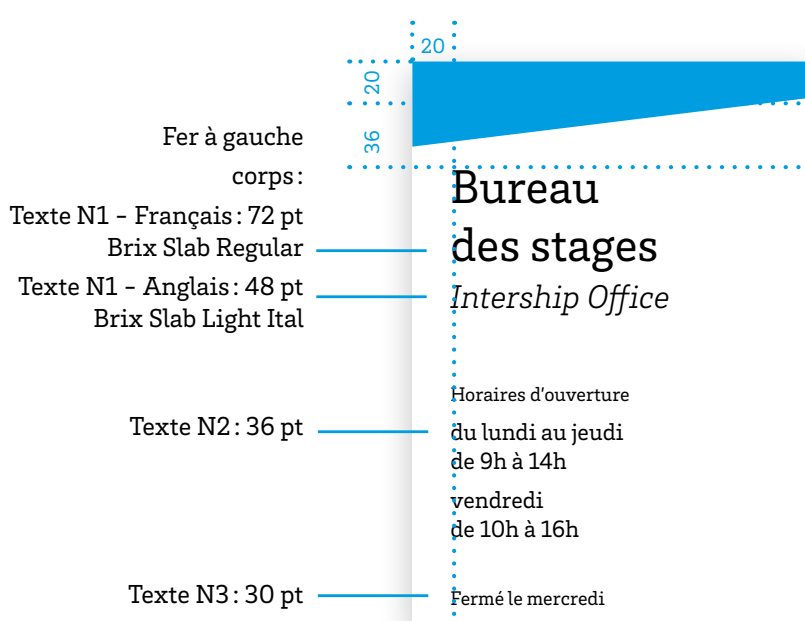 20
20
36
Fer à gauche
corps :
Texte N1 – Français : 72 pt
Brix Slab Regular
Texte N1 – Anglais : 48 pt
Brix Slab Light Ital
Texte N2 : 36 pt
Texte N3 : 30 pt
Bureau
des stages
Intership Office
Horaires d'ouverture
du lundi au jeudi
de 9h à 14h
vendredi
de 10h à 16h
Fermé le mercredi